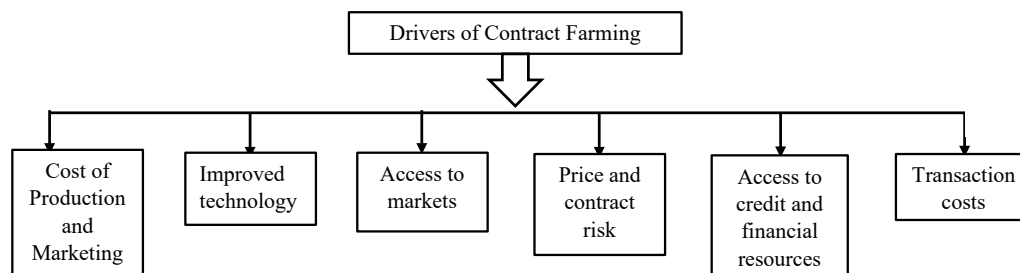 Drivers of Contract Farming
Cost of
Production
and
Marketing
Improved
technology
Access to
markets
Price and
contract
risk
Access to
credit and
financial
resources
Transaction
costs